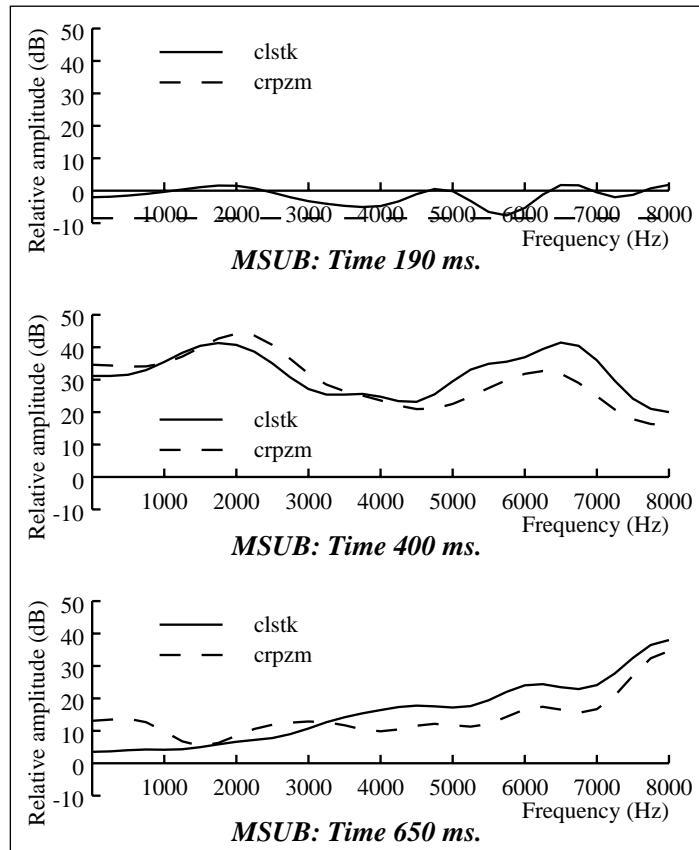 Relative amplitude (dB)
50
40
30
20
10
0
-10
clstk
crpzm
1000 2000 3000 4000 5000 6000 7000 8000
Frequency (Hz)
MSUB: Time 190 ms.
Relative amplitude (dB)
50
40
30
20
10
0
-10
clstk
crpzm
1000 2000 3000 4000 5000 6000 7000 8000
Frequency (Hz)
MSUB: Time 400 ms.
Relative amplitude (dB)
50
40
30
20
10
0
-10
clstk
crpzm
1000 2000 3000 4000 5000 6000 7000 8000
Frequency (Hz)
MSUB: Time 650 ms.